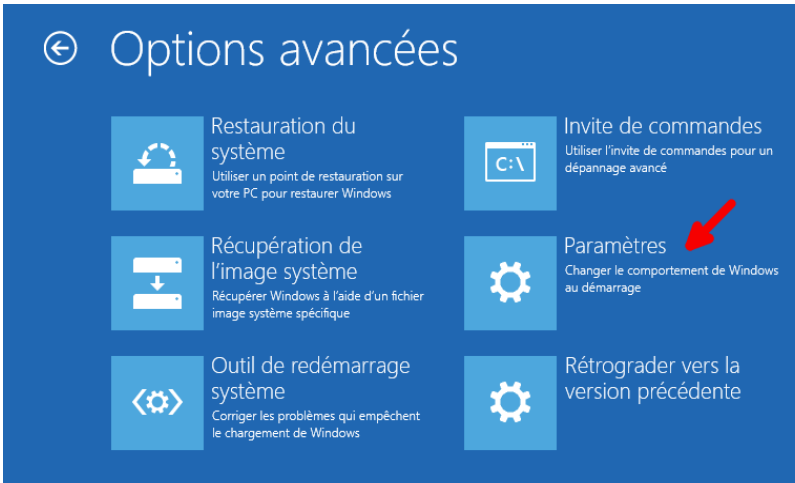 Options avancées
Restauration du
système
Utiliser un point de restauration sur
votre PC pour restaurer Windows
Récupération de
l'image système
Récupérer Windows à l'aide d'un fichier
image système spécifique
Outil de redémarrage
système
Corriger les problèmes qui empêchent
le chargement de Windows
C:\
Invite de commandes
Utiliser l'invite de commandes pour un
dépannage avancé
Paramètres
Changer le comportement de Windows
au démarrage
Rétrograder vers la
version précédente